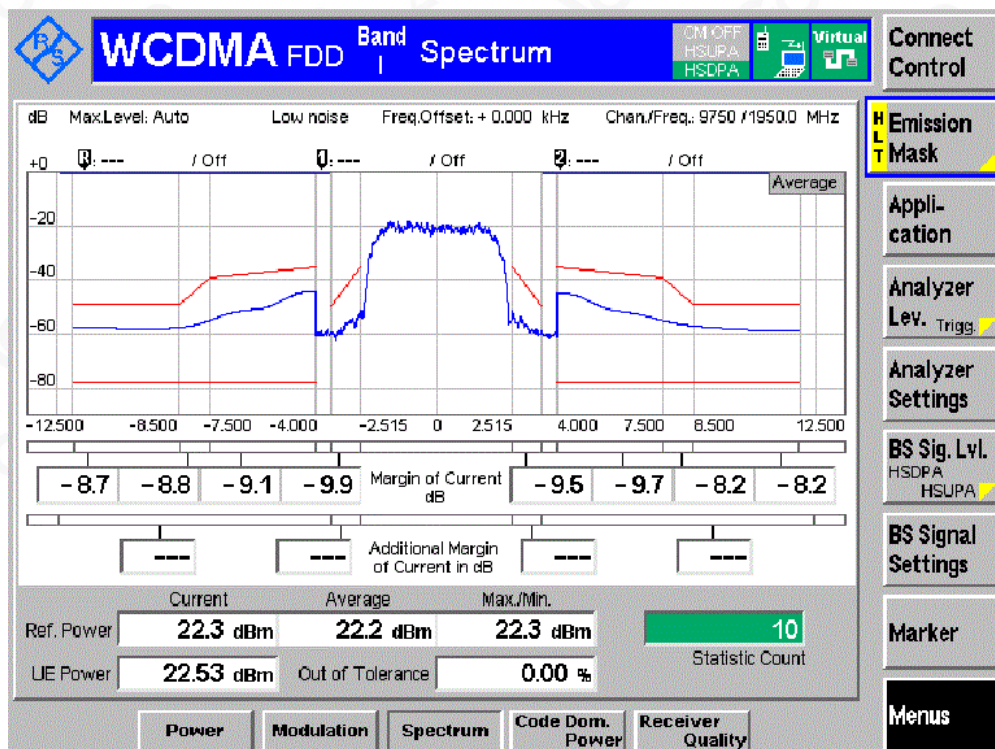 R&S
WCDMA FDD Band I Spectrum
CM OFF
HSUPA
HSDPA
Virtual
Connect Control
dB Max.Level: Auto Low noise Freq.Offset: + 0.000 kHz Chan./Freq.: 9750 / 1950.0 MHz
H L T
Emission Mask
+0 R: --- / Off 1: --- / Off 2: --- / Off
Average
-20
-40
-60
-80
Appli-
cation
Analyzer
Lev. Trigg.
Analyzer
Settings
-12.500 -8.500 -7.500 -4.000 -2.515 0 2.515 4.000 7.500 8.500 12.500
BS Sig. Lvl.
HSDPA
HSUPA
-8.7 -8.8 -9.1 -9.9 Margin of Current dB -9.5 -9.7 -8.2 -8.2
--- --- Additional Margin of Current in dB --- ---
BS Signal
Settings
Current Average Max./Min.
Ref. Power 22.3 dBm 22.2 dBm 22.3 dBm 10
Statistic Count
UE Power 22.53 dBm Out of Tolerance 0.00 %
Marker
Menus
Power Modulation Spectrum Code Dom. Power Receiver Quality